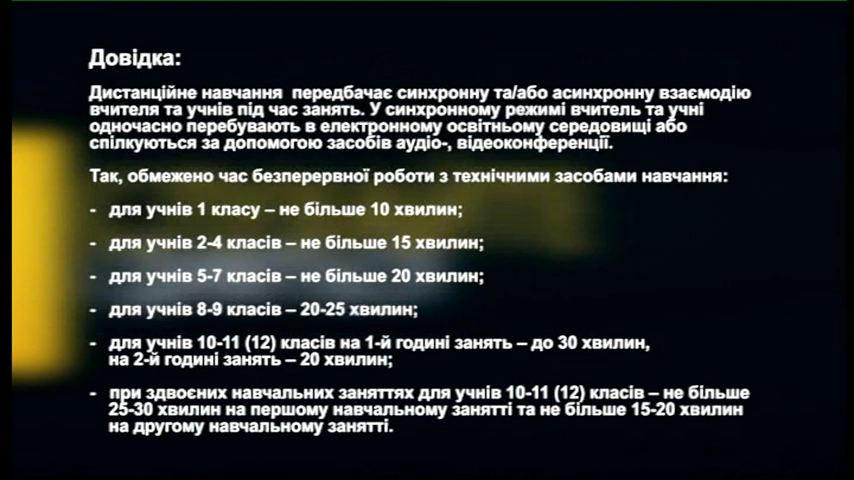 Довідка:
Дистанційне навчання передбачає синхронну та/або асинхронну взаємодію
вчителя та учнів під час занять. У синхронному режимі вчитель та учні
одночасно перебувають в електронному освітньому середовищі або
спілкуються за допомогою засобів аудіо-, відеоконференції.
Так, обмежено час безперервної роботи з технічними засобами навчання:
- для учнів 1 класу – не більше 10 хвилин;
- для учнів 2-4 класів – не більше 15 хвилин;
- для учнів 5-7 класів – не більше 20 хвилин;
- для учнів 8-9 класів – 20-25 хвилин;
- для учнів 10-11 (12) класів на 1-й годині занять – до 30 хвилин,
на 2-й годині занять – 20 хвилин;
- при здвоєних навчальних заняттях для учнів 10-11 (12) класів – не більше
25-30 хвилин на першому навчальному занятті та не більше 15-20 хвилин
на другому навчальному занятті.